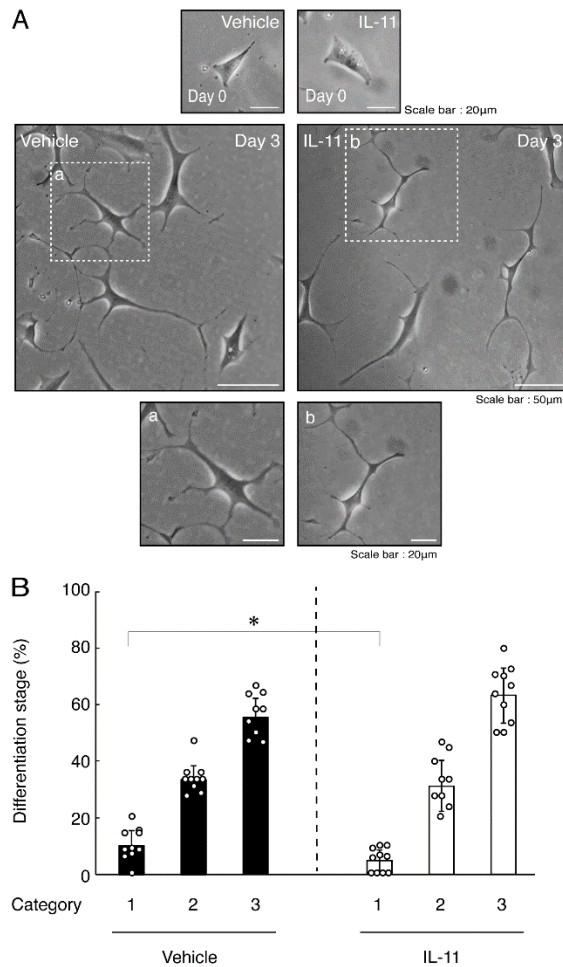 A
Vehicle
Day 0
IL-11
Day 0
Scale bar : 20μm
Vehicle
Day 3
a
IL-11
Day 3
b
Scale bar : 50μm
a
b
Scale bar : 20μm
B
Differentiation stage (%)
100
80
60
40
20
0
*
Category 1 2 3 1 2 3
Vehicle IL-11